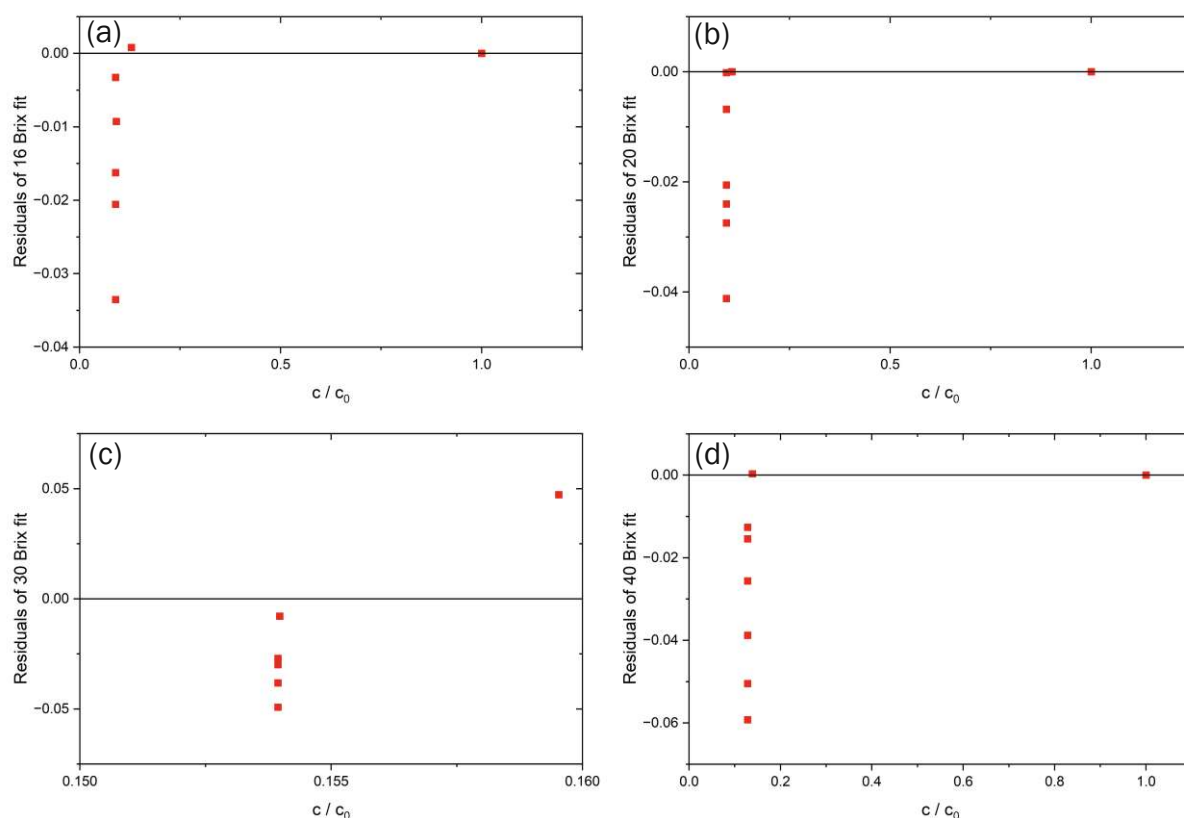 (a)
Residuals of 16 Brix fit
0.00
−0.01
−0.02
−0.03
−0.04
0.0
0.5
1.0
c / c₀
(b)
Residuals of 20 Brix fit
0.00
−0.02
−0.04
0.0
0.5
1.0
c / c₀
(c)
Residuals of 30 Brix fit
0.05
0.00
−0.05
0.150
0.155
0.160
c / c₀
(d)
Residuals of 40 Brix fit
0.00
−0.02
−0.04
−0.06
0.0
0.2
0.4
0.6
0.8
1.0
c / c₀